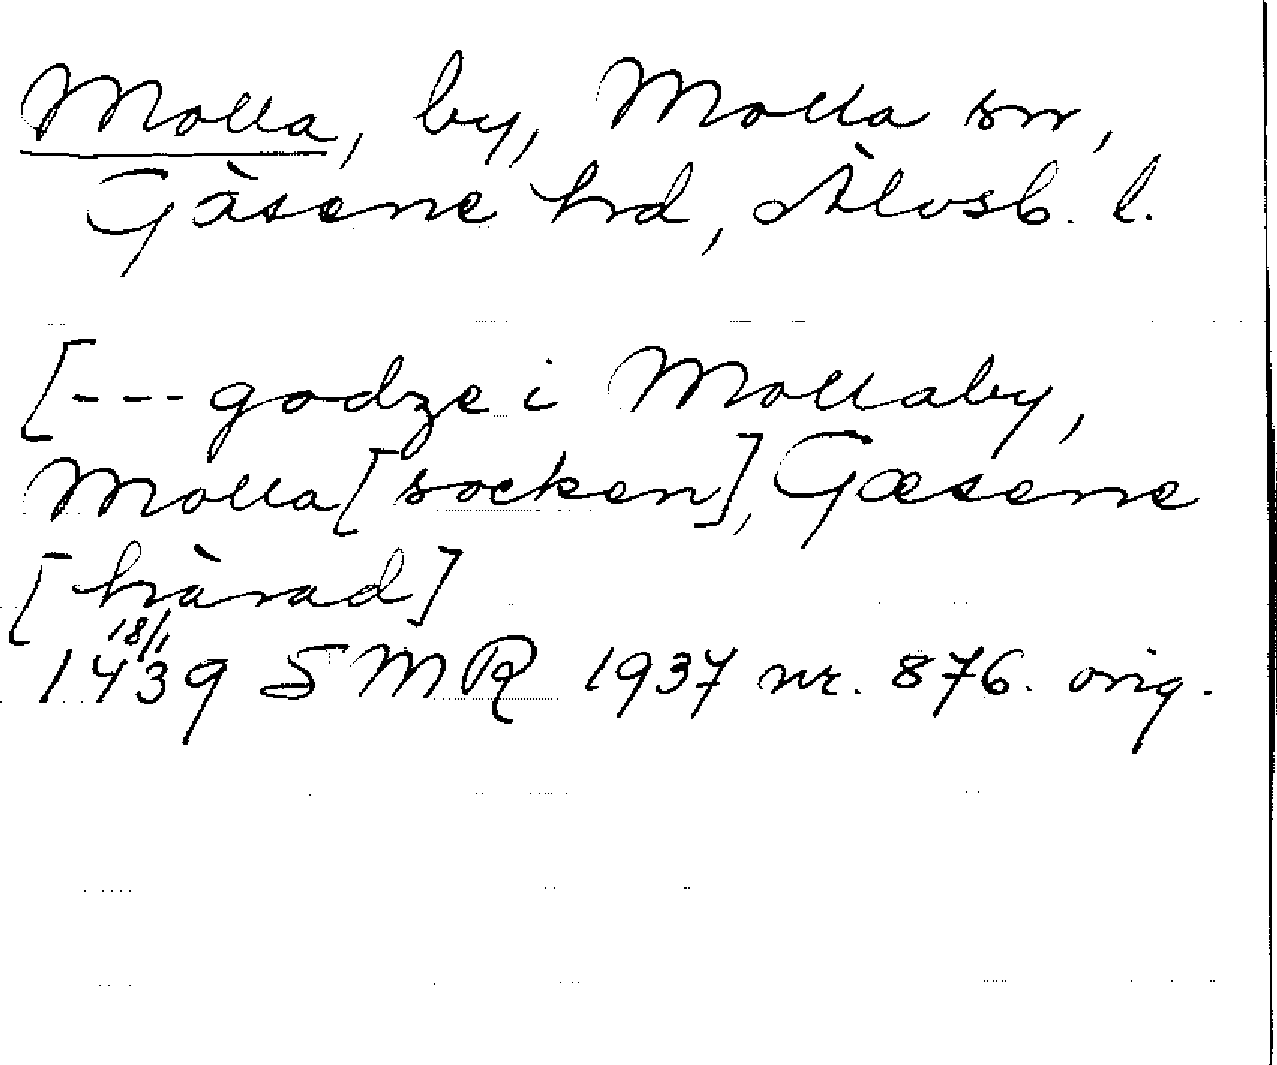 Molla, by, Molla sn,
Gäsene hrd, Älvsb. l.
[--- godze i Mollaby,
Molla [socken], Gæsene
[härad]
18/1
1439 SMR 1937 nr. 876. orig.